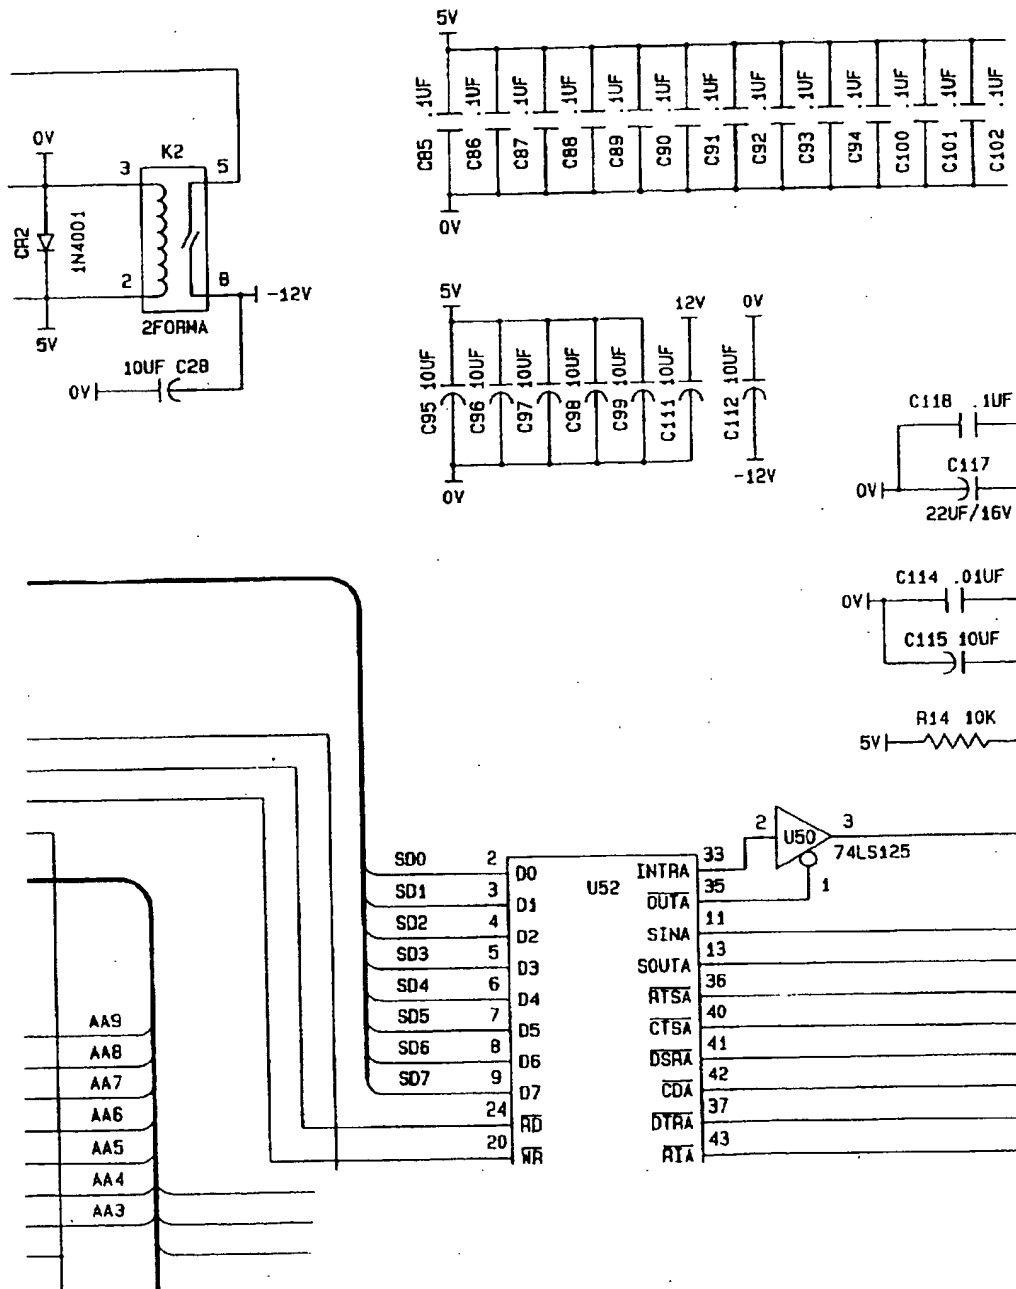 5V
.1UF .1UF .1UF .1UF .1UF .1UF .1UF .1UF .1UF .1UF .1UF .1UF
C85 C86 C87 C88 C89 C90 C91 C92 C93 C94 C100 C101 C102
0V
0V
K2
3 5
CR2
1N4001
2 8
-12V
5V
2FORMA
10UF C28
0V
5V 12V 0V
10UF 10UF 10UF 10UF 10UF 10UF 10UF
C95 C96 C97 C98 C99 C111 C112
0V
-12V
C118 .1UF
C117
0V
22UF/16V
C114 .01UF
0V
C115 10UF
R14 10K
5V
2 U50 3
74LS125
1
U52
SD0 2 D0
SD1 3 D1
SD2 4 D2
SD3 5 D3
SD4 6 D4
SD5 7 D5
SD6 8 D6
SD7 9 D7
24 RD
20 WR
INTRA 33
OUTA 35
SINA 11
SOUTA 13
RTSA 36
CTSA 40
DSRA 41
CDA 42
DTRA 37
RIA 43
AA9
AA8
AA7
AA6
AA5
AA4
AA3